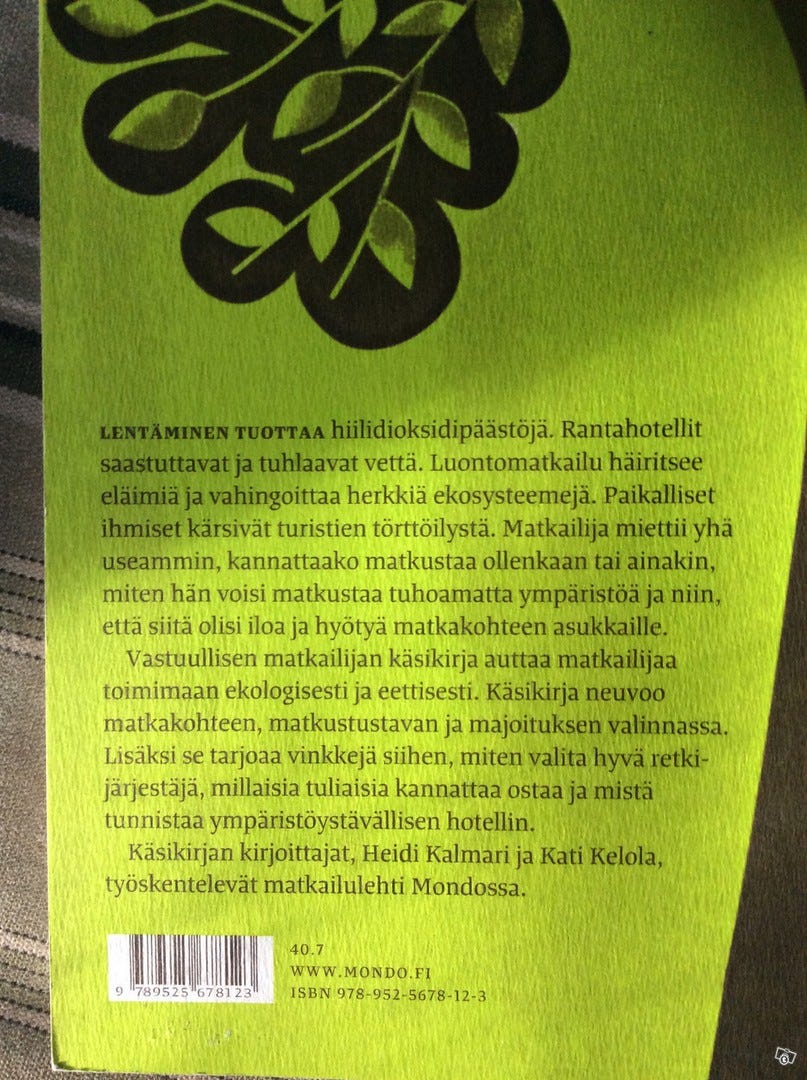 LENTÄMINEN TUOTTAA hiilidioksidipäästöjä. Rantahotellit
saastuttavat ja tuhlaavat vettä. Luontomatkailu häiritsee
eläimiä ja vahingoittaa herkkiä ekosysteemejä. Paikalliset
ihmiset kärsivät turistien törttöilystä. Matkailija miettii yhä
useammin, kannattaako matkustaa ollenkaan tai ainakin,
miten hän voisi matkustaa tuhoamatta ympäristöä ja niin,
että siitä olisi iloa ja hyötyä matkakohteen asukkaille.
Vastuullisen matkailijan käsikirja auttaa matkailijaa
toimimaan ekologisesti ja eettisesti. Käsikirja neuvoo
matkakohteen, matkustustavan ja majoituksen valinnassa.
Lisäksi se tarjoaa vinkkejä siihen, miten valita hyvä retki-
järjestäjä, millaisia tuliaisia kannattaa ostaa ja mistä
tunnistaa ympäristöystävällisen hotellin.
Käsikirjan kirjoittajat, Heidi Kalmari ja Kati Kelola,
työskentelevät matkailulehti Mondossa.
40.7
WWW.MONDO.FI
ISBN 978-952-5678-12-3
9 789525 678123